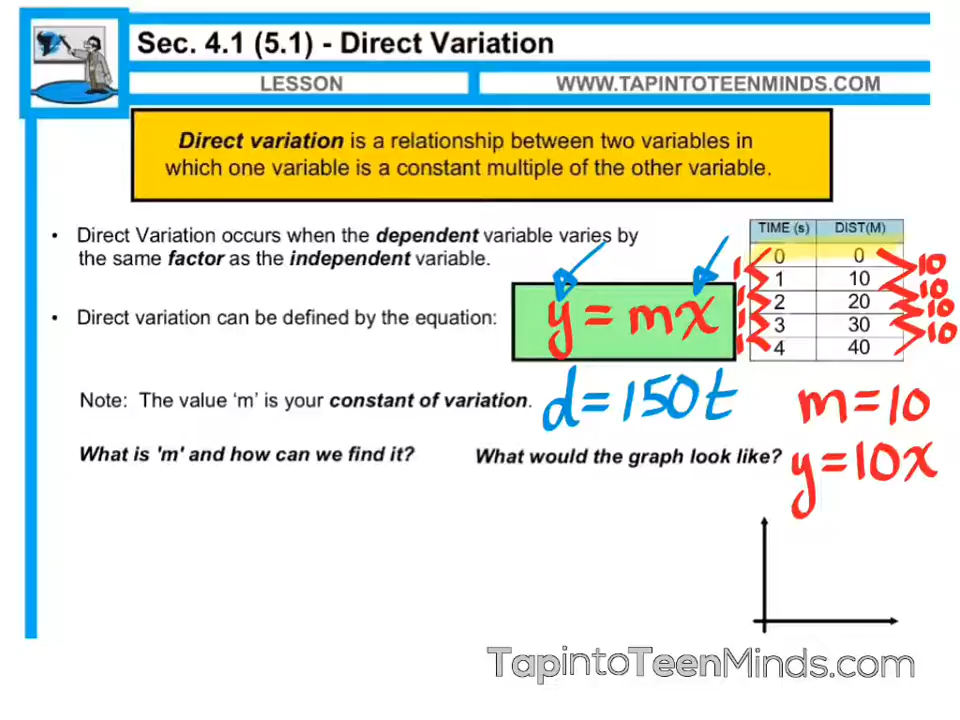 Sec. 4.1 (5.1) - Direct Variation
LESSON
WWW.TAPINTOTEENMINDS.COM
Direct variation is a relationship between two variables in
which one variable is a constant multiple of the other variable.
• Direct Variation occurs when the dependent variable varies by
the same factor as the independent variable.
• Direct variation can be defined by the equation:
y = mx
TIME (s) DIST(M)
1 0 0 10
1 10
1 2 20 10
1 3 30 10
1 4 40 10
Note: The value ‘m’ is your constant of variation.
d = 150t
m = 10
y = 10x
What is 'm' and how can we find it?
What would the graph look like?
TapintoTeenMinds.com